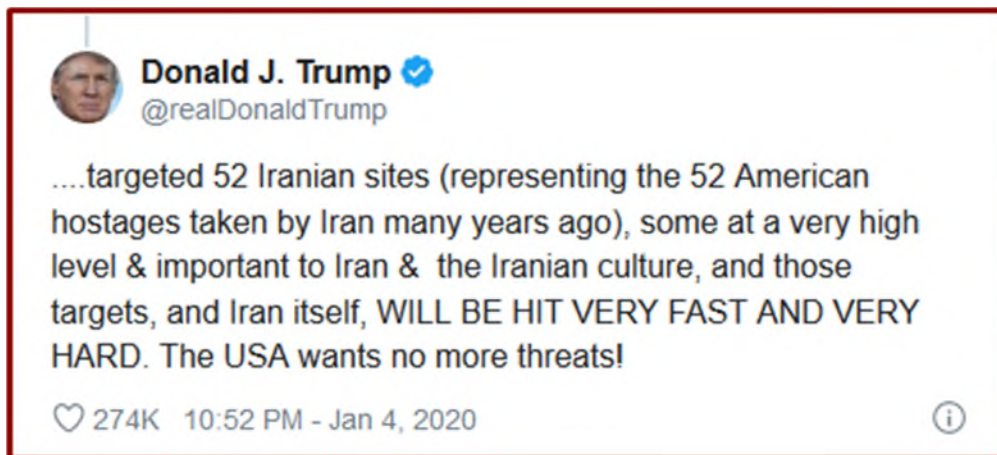 Donald J. Trump
@realDonaldTrump
....targeted 52 Iranian sites (representing the 52 American
hostages taken by Iran many years ago), some at a very high
level & important to Iran &  the Iranian culture, and those
targets, and Iran itself, WILL BE HIT VERY FAST AND VERY
HARD. The USA wants no more threats!
274K 10:52 PM - Jan 4, 2020